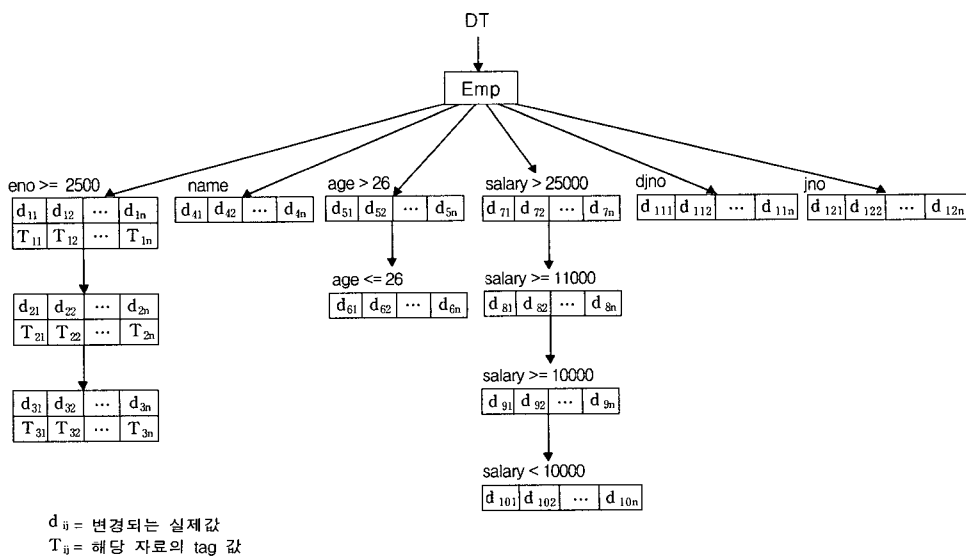 DT
Emp
eno >= 2500
d₁₁ d₁₂ ⋯ d₁ₙ
T₁₁ T₁₂ ⋯ T₁ₙ
d₂₁ d₂₂ ⋯ d₂ₙ
T₂₁ T₂₂ ⋯ T₂ₙ
d₃₁ d₃₂ ⋯ d₃ₙ
T₃₁ T₃₂ ⋯ T₃ₙ
name
d₄₁ d₄₂ ⋯ d₄ₙ
age > 26
d₅₁ d₅₂ ⋯ d₅ₙ
age <= 26
d₆₁ d₆₂ ⋯ d₆ₙ
salary > 25000
d₇₁ d₇₂ ⋯ d₇ₙ
salary >= 11000
d₈₁ d₈₂ ⋯ d₈ₙ
salary >= 10000
d₉₁ d₉₂ ⋯ d₉ₙ
salary < 10000
d₁₀₁ d₁₀₂ ⋯ d₁₀ₙ
djno
d₁₁₁ d₁₁₂ ⋯ d₁₁ₙ
jno
d₁₂₁ d₁₂₂ ⋯ d₁₂ₙ
dᵢⱼ = 변경되는 실제값
Tᵢⱼ = 해당 자료의 tag 값